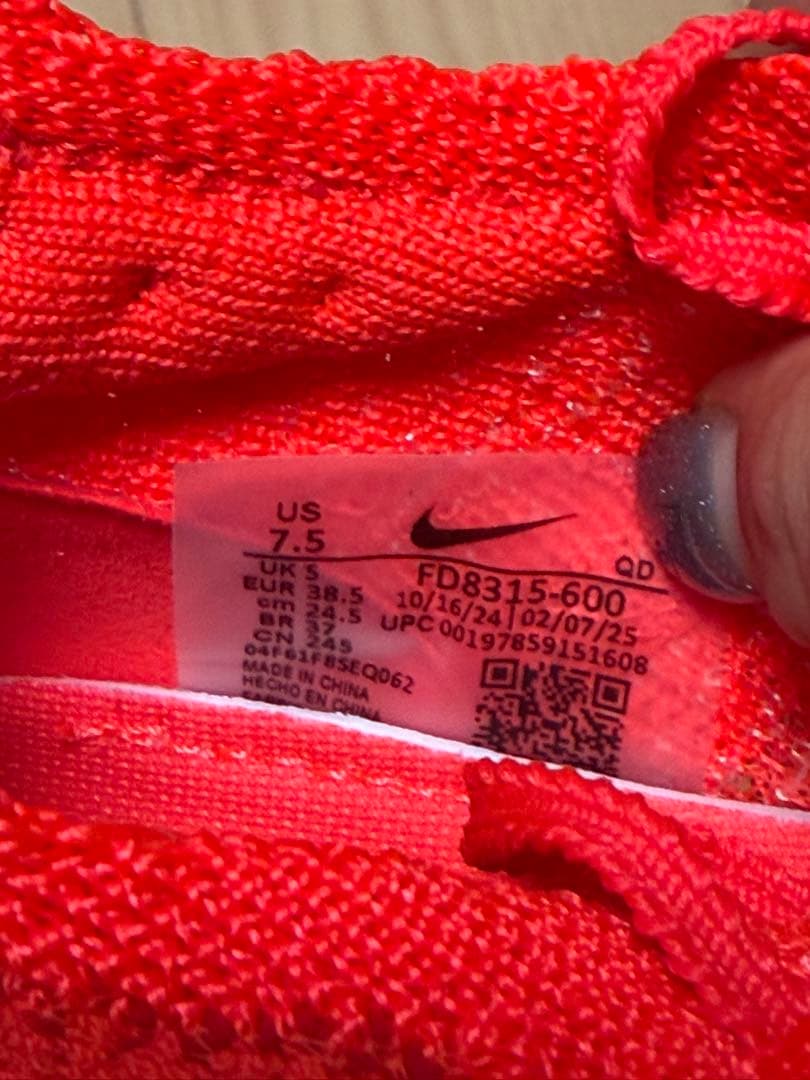 US
7.5
QD
UK 5
EUR 38.5
cm 24.5
BR 37
CN 245
04F61F8SEQ062
MADE IN CHINA
HECHO EN CHINA
FD8315-600
10/16/24 | 02/07/25
UPC 00197859151608